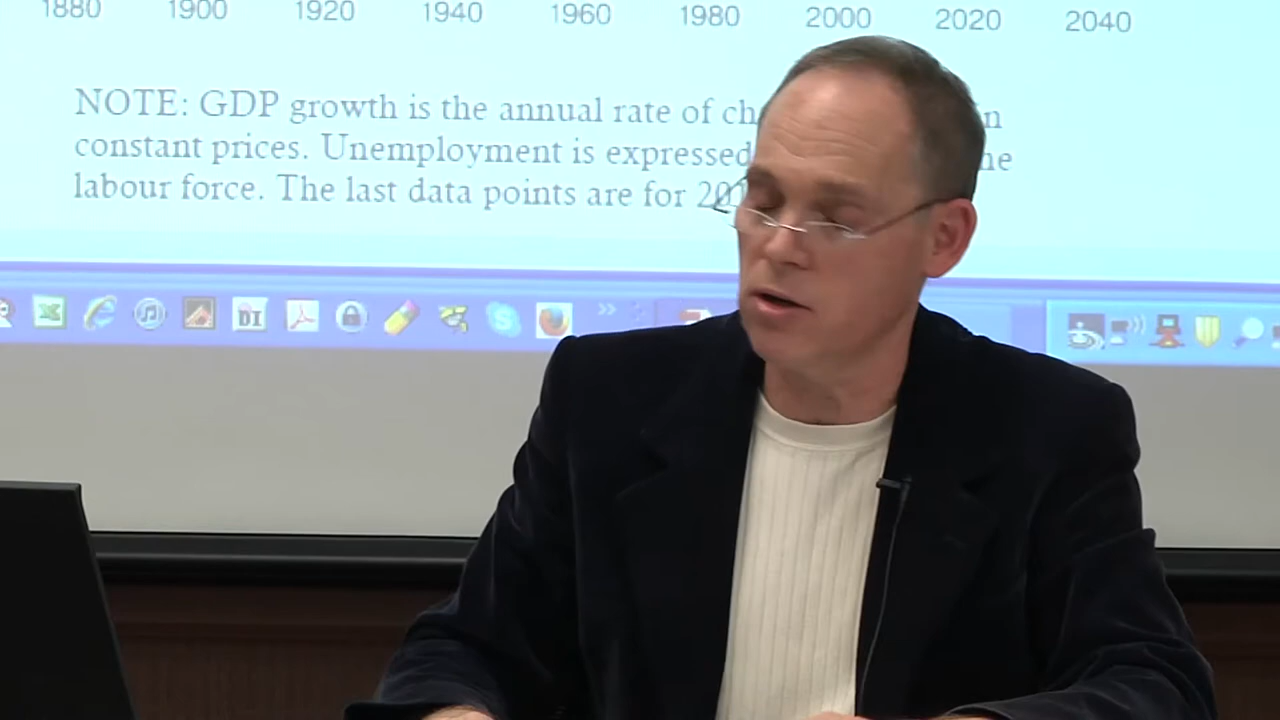 1880 1900 1920 1940 1960 1980 2000 2020 2040
NOTE: GDP growth is the annual rate of
constant prices. Unemployment is expressed
labour force. The last data points are for
DI